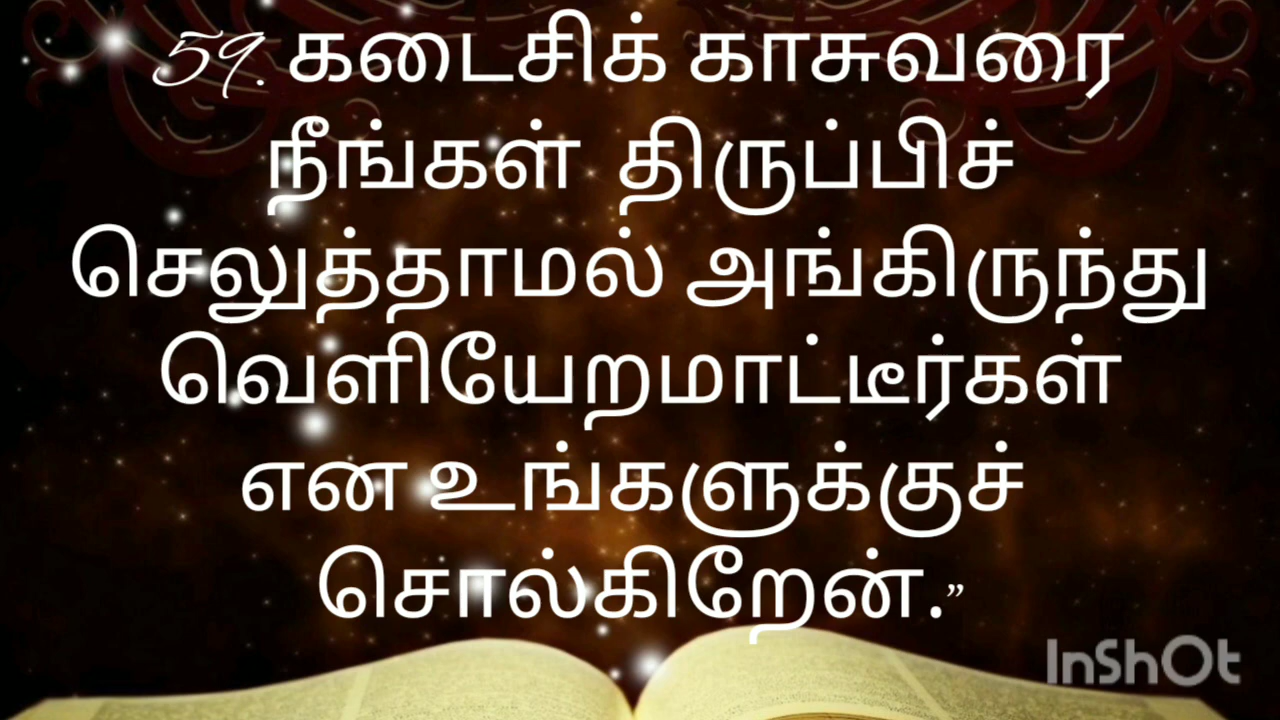 59. கடைசிக் காசுவரை
நீங்கள் திருப்பிச்
செலுத்தாமல் அங்கிருந்து
வெளியேறமாட்டீர்கள்
என உங்களுக்குச்
சொல்கிறேன்.”
InShOt